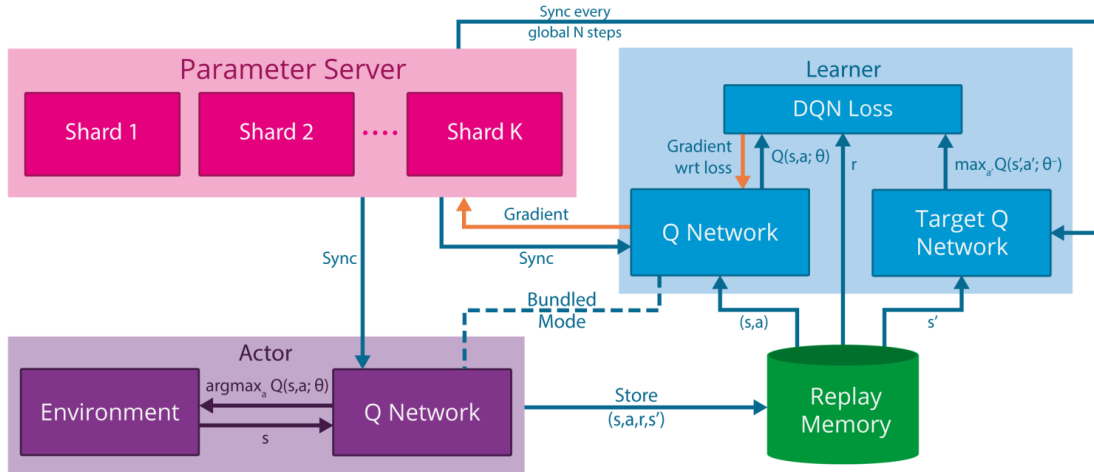 Sync every
global N steps
Parameter Server
Shard 1
Shard 2
Shard K
Learner
DQN Loss
Gradient
wrt loss
Q(s,a; θ)
r
maxₐ' Q(s',a'; θ⁻)
Q Network
Target Q
Network
Gradient
Sync
Sync
Bundled
Mode
(s,a)
s'
Actor
Environment
argmaxₐ Q(s,a; θ)
s
Q Network
Store
(s,a,r,s')
Replay
Memory